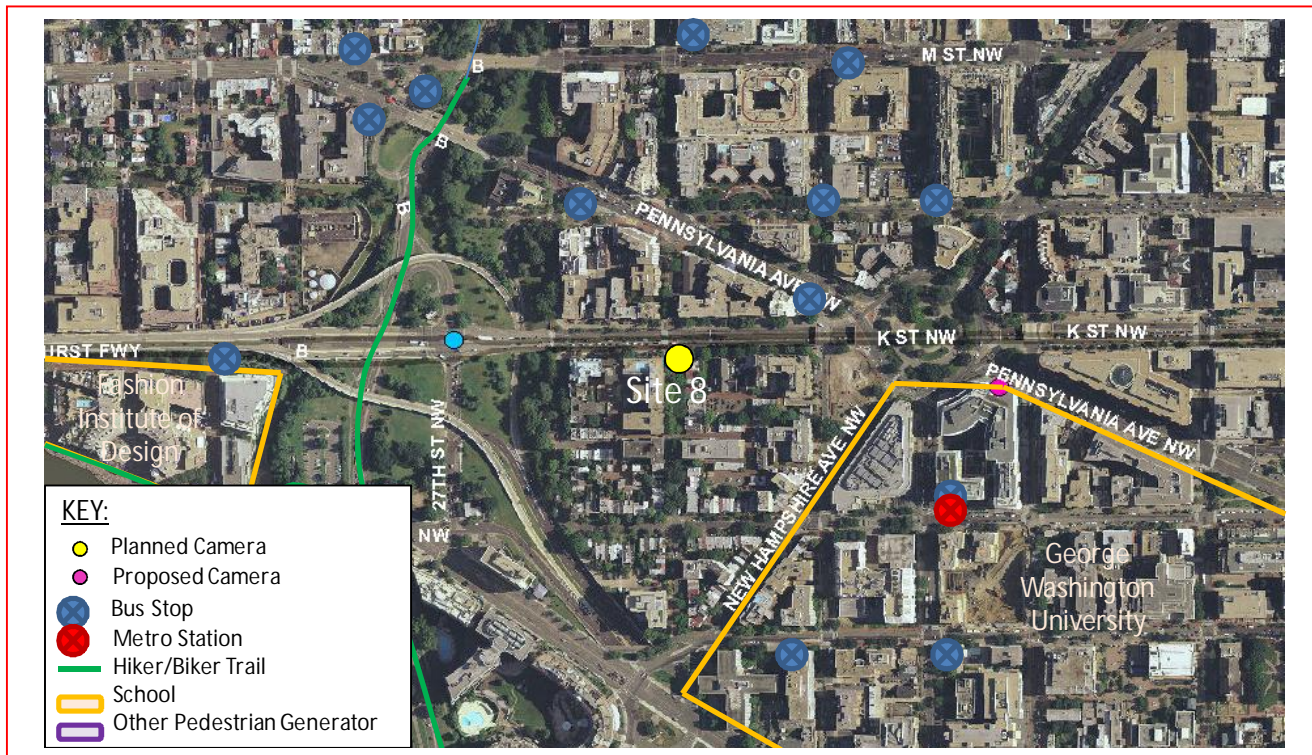 M ST NW
B
B
B
PENNSYLVANIA AVE NW
K ST NW
K ST NW
URST FWY
B
Fashion
Institute of
Design
Site 8
PENNSYLVANIA AVE NW
27TH ST NW
NEW HAMPSHIRE AVE NW
NW
George
Washington
University
KEY:
Planned Camera
Proposed Camera
Bus Stop
Metro Station
Hiker/Biker Trail
School
Other Pedestrian Generator